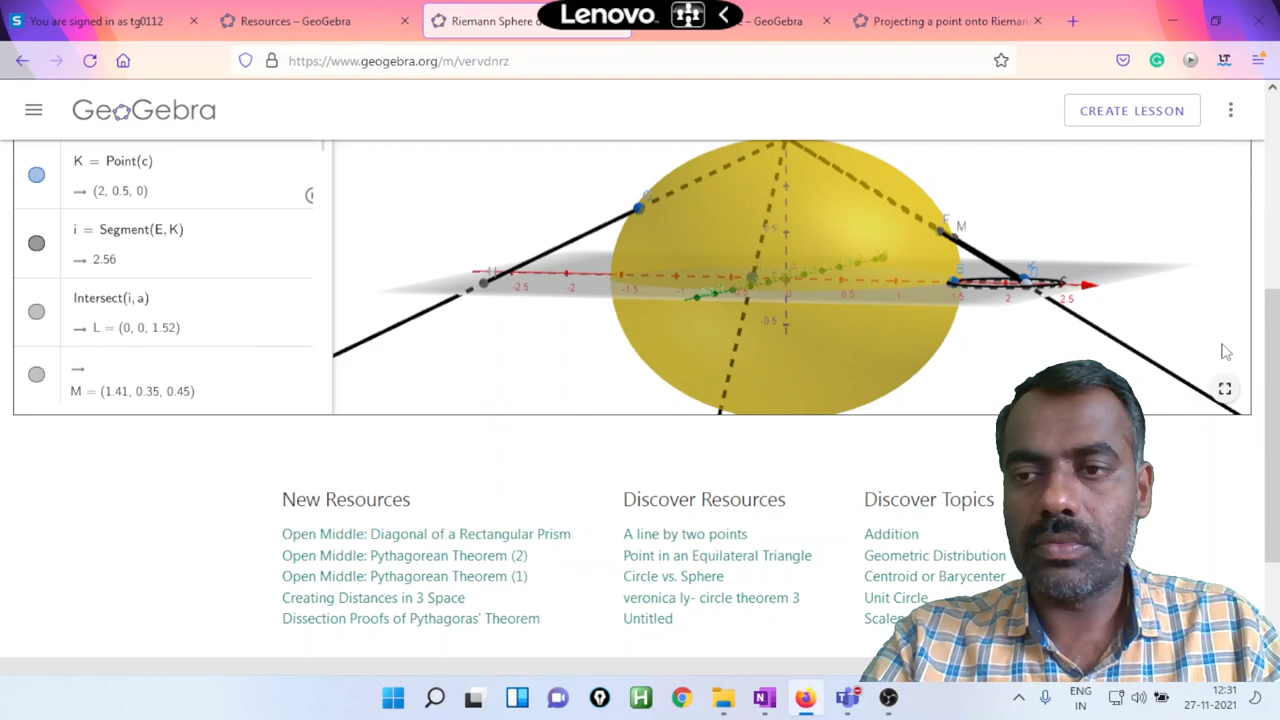 You are signed in as tg0112
Resources – GeoGebra
Riemann Sphere d
Lenovo
e – GeoGebra
Projecting a point onto Rieman
https://www.geogebra.org/m/vervdnrz
GeoGebra
CREATE LESSON
K = Point(c)
→ (2, 0.5, 0)
i = Segment(E, K)
→ 2.56
Intersect(i, a)
→ L = (0, 0, 1.52)
→
M = (1.41, 0.35, 0.45)
F M
0.5
-2.5 -2 -1.5 -1 0 0.5 1 1.5 2 2.5
-0.5
New Resources
Open Middle: Diagonal of a Rectangular Prism
Open Middle: Pythagorean Theorem (2)
Open Middle: Pythagorean Theorem (1)
Creating Distances in 3 Space
Dissection Proofs of Pythagoras' Theorem
Discover Resources
A line by two points
Point in an Equilateral Triangle
Circle vs. Sphere
veronica ly- circle theorem 3
Untitled
Discover Topics
Addition
Geometric Distribution
Centroid or Barycenter
Unit Circle
Scale
ENG
IN
12:31
27-11-2021